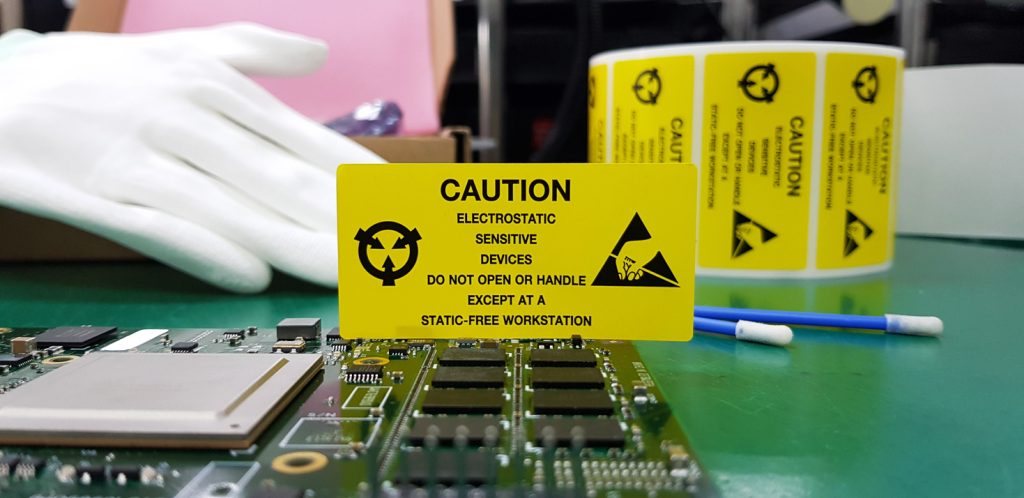 CAUTION
ELECTROSTATIC
SENSITIVE
DEVICES
DO NOT OPEN OR HANDLE
EXCEPT AT A
STATIC-FREE WORKSTATION
CAUTION
ELECTROSTATIC
SENSITIVE
DEVICES
DO NOT OPEN OR HANDLE
EXCEPT AT A
STATIC-FREE WORKSTATION
CAUTION
ELECTROSTATIC
SENSITIVE
DEVICES
DO NOT OPEN OR HANDLE
EXCEPT AT A
STATIC-FREE WORKSTATION